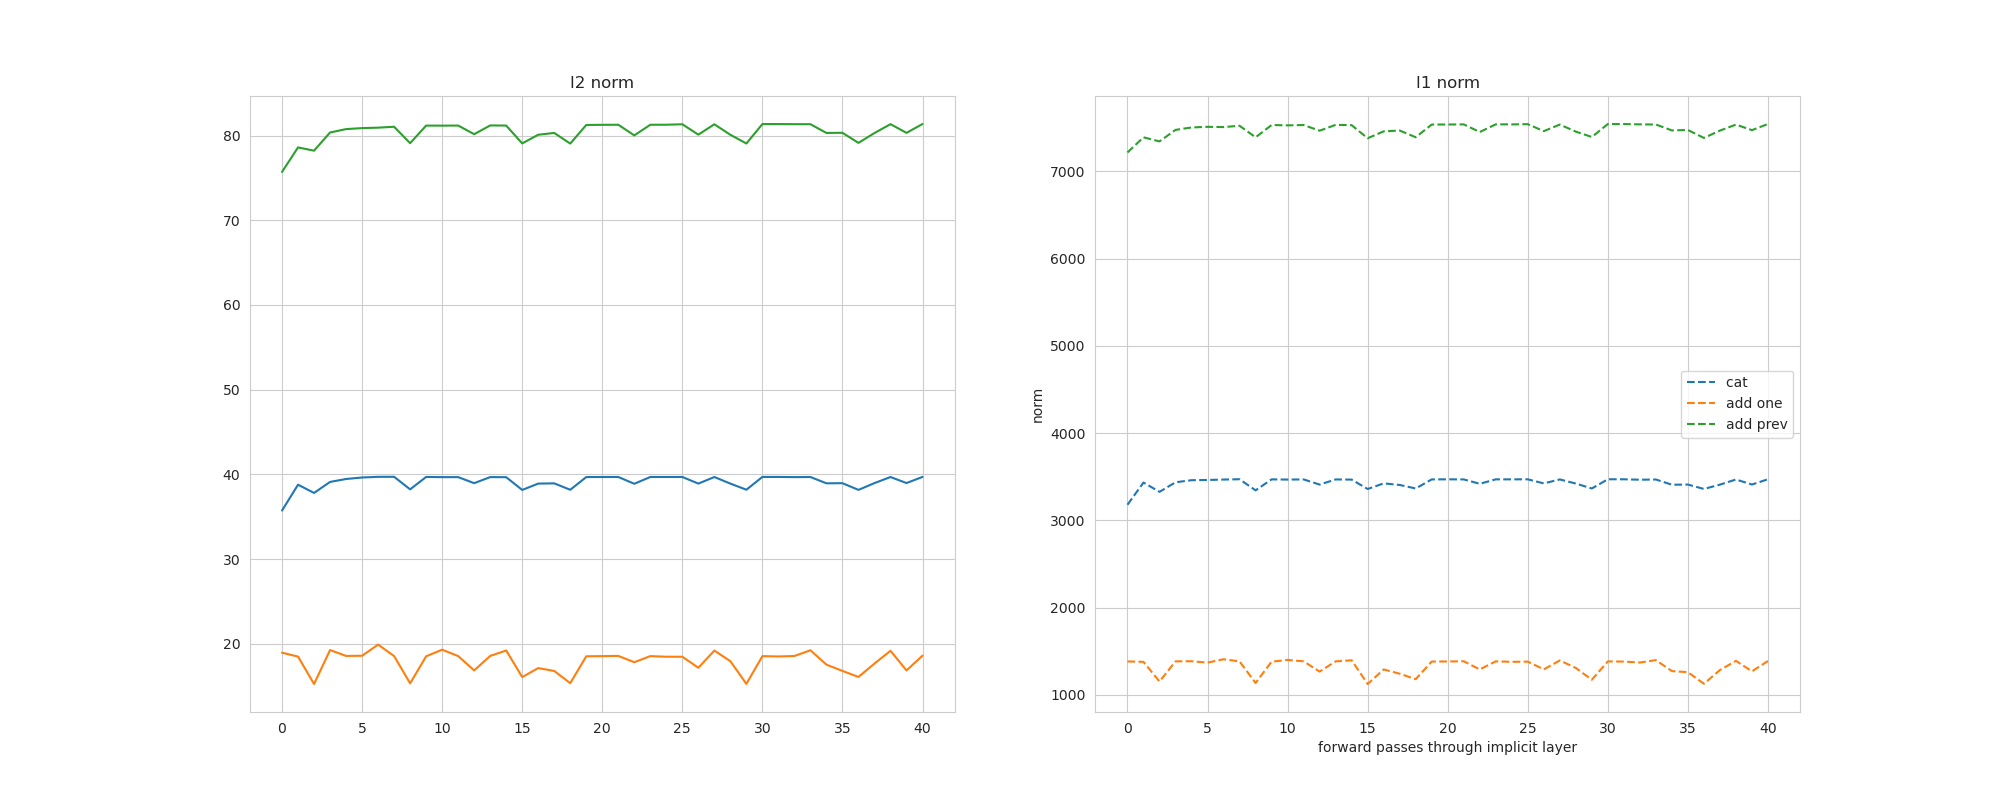 l2 norm
80
70
60
50
40
30
20
0 5 10 15 20 25 30 35 40
l1 norm
norm
7000
6000
5000
4000
3000
2000
1000
cat
add one
add prev
0 5 10 15 20 25 30 35 40
forward passes through implicit layer